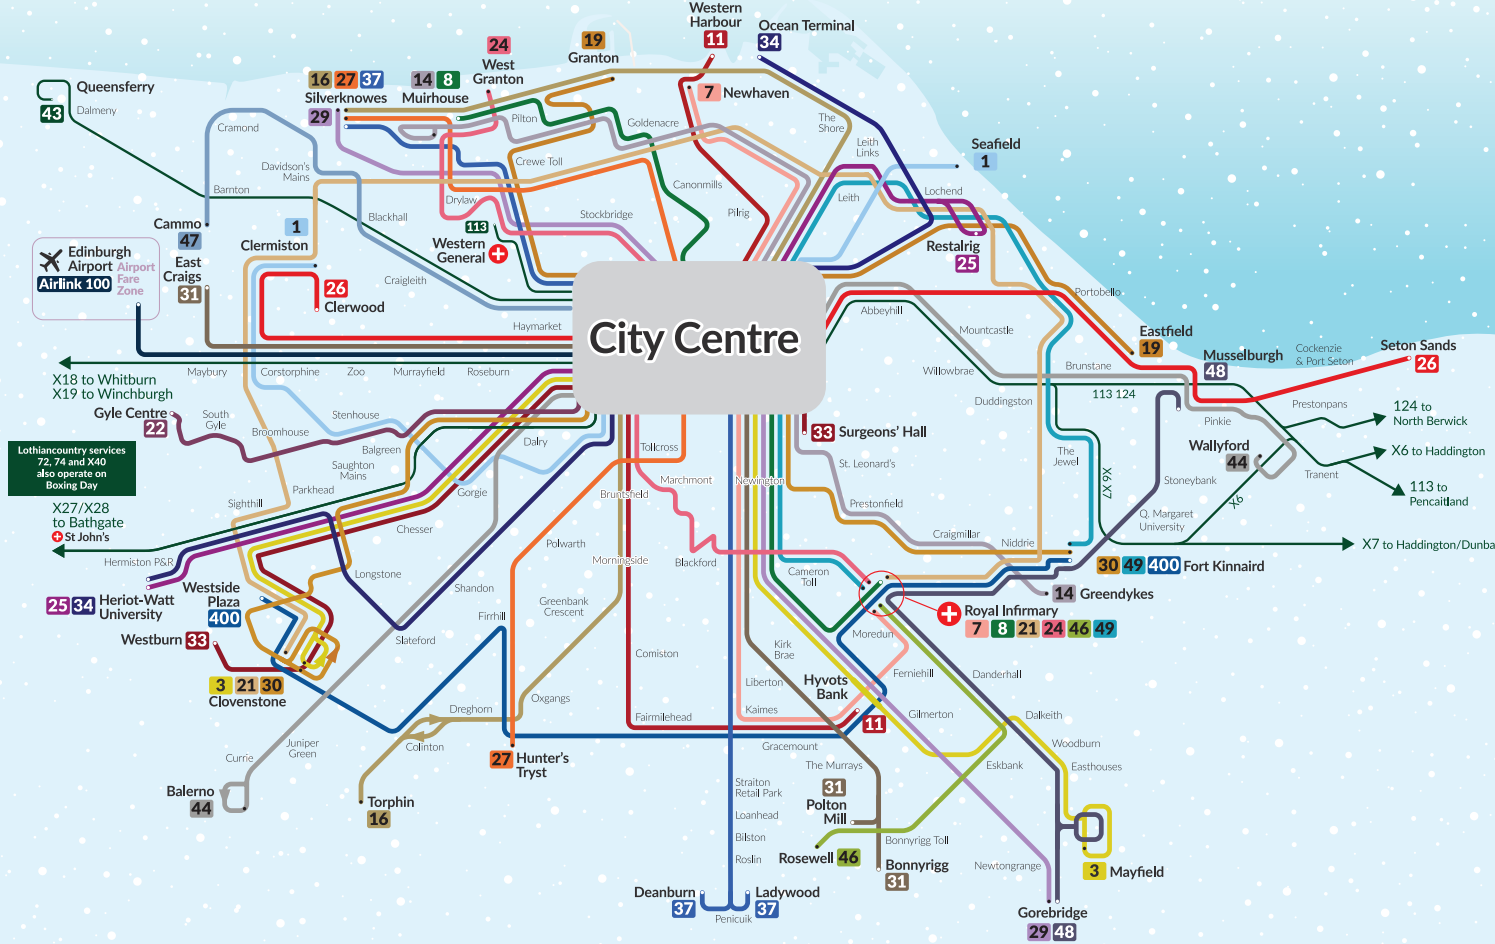 Western
Harbour
11
Ocean Terminal
34
24
West
Granton
19
Granton
16 27 37
Silverknowes
29
14 8
Muirhouse
7 Newhaven
Queensferry
43
Dalmeny
Cramond
Pilton
Goldenacre
The
Shore
Leith
Links
Seafield
1
Davidson's
Mains
Crewe Toll
Barnton
Drylaw
Canonmills
Pilrig
Leith
Lochend
Blackhall
Stockbridge
Cammo
47
1
Clermiston
113
Western
General
Restalrig
25
Edinburgh
Airport
Airlink 100
Airport
Fare
Zone
East
Craigs
31
Craigleith
26
Clerwood
Portobello
Abbeyhill
Mountcastle
Haymarket
City Centre
Eastfield
19
Musselburgh
48
Cockenzie
& Port Seton
Seton Sands
26
X18 to Whitburn
X19 to Winchburgh
Maybury
Corstorphine
Zoo
Murrayfield
Roseburn
Willowbrae
Brunstane
113 124
Duddingston
Prestonpans
Pinkie
124 to
North Berwick
Gyle Centre
22
South
Gyle
Stenhouse
Broomhouse
Balgreen
Dalry
Tollcross
33 Surgeons' Hall
Wallyford
44
X6 to Haddington
Lothiancountry services
72, 74 and X40
also operate on
Boxing Day
Saughton
Mains
The
Jewel
St. Leonard's
X6 X7
Stoneybank
Tranent
113 to
Pencaitland
Parkhead
Gorgie
Marchmont
Newington
Sighthill
Bruntsfield
Prestonfield
X6
X27/X28
to Bathgate
St John's
Chesser
Q. Margaret
University
Craigmillar
Niddrie
X7 to Haddington/Dunba
Hermiston P&R
Polwarth
Morningside
Blackford
Cameron
Toll
30 49 400 Fort Kinnaird
Longstone
Shandon
14 Greendykes
25 34 Heriot-Watt
University
Westside
Plaza
400
Greenbank
Crescent
Firrhill
Royal Infirmary
7 8 21 24 46 49
Westburn 33
Slateford
Moredun
Comiston
Kirk
Brae
Ferniehill
Danderhall
3 21 30
Clovenstone
Liberton
Hyvots
Bank
Oxgangs
Dreghorn
Fairmilehead
Kaimes
Gilmerton
Dalkeith
11
Colinton
Juniper
Green
Gracemount
Woodburn
Currie
27 Hunter's
Tryst
The Murrays
Eskbank
Easthouses
Balerno
44
Torphin
16
Straiton
Retail Park
31
Polton
Mill
Loanhead
Bilston
Roslin
Rosewell 46
Bonnyrigg Toll
Bonnyrigg
31
Newtongrange
3 Mayfield
Deanburn
37
Ladywood
37
Penicuik
Gorebridge
29 48